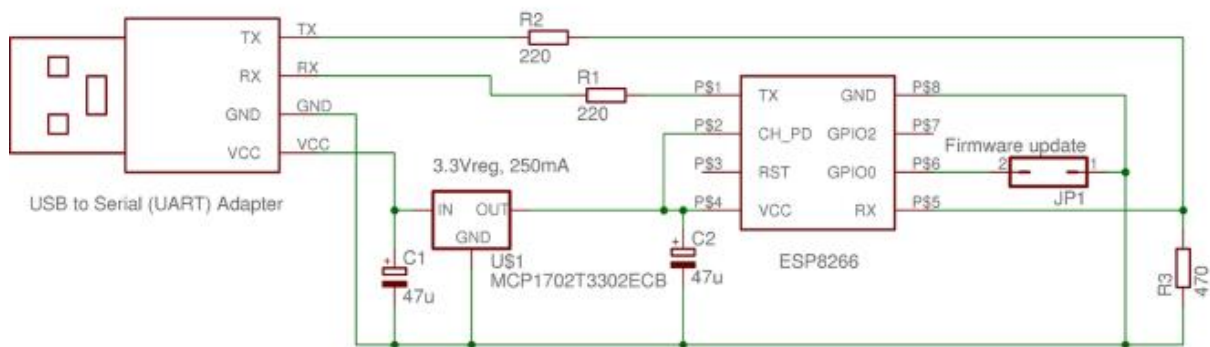 TX
TX
RX
RX
GND
GND
VCC
VCC
USB to Serial (UART) Adapter
R2
220
R1
220
3.3Vreg, 250mA
IN
OUT
GND
U$1
MCP1702T3302ECB
+
C1
47u
+
C2
47u
P$1
TX
P$2
CH_PD
P$3
RST
P$4
VCC
GND
P$8
GPIO2
P$7
GPIO0
P$6
RX
P$5
ESP8266
Firmware update
2
1
JP1
R3
470